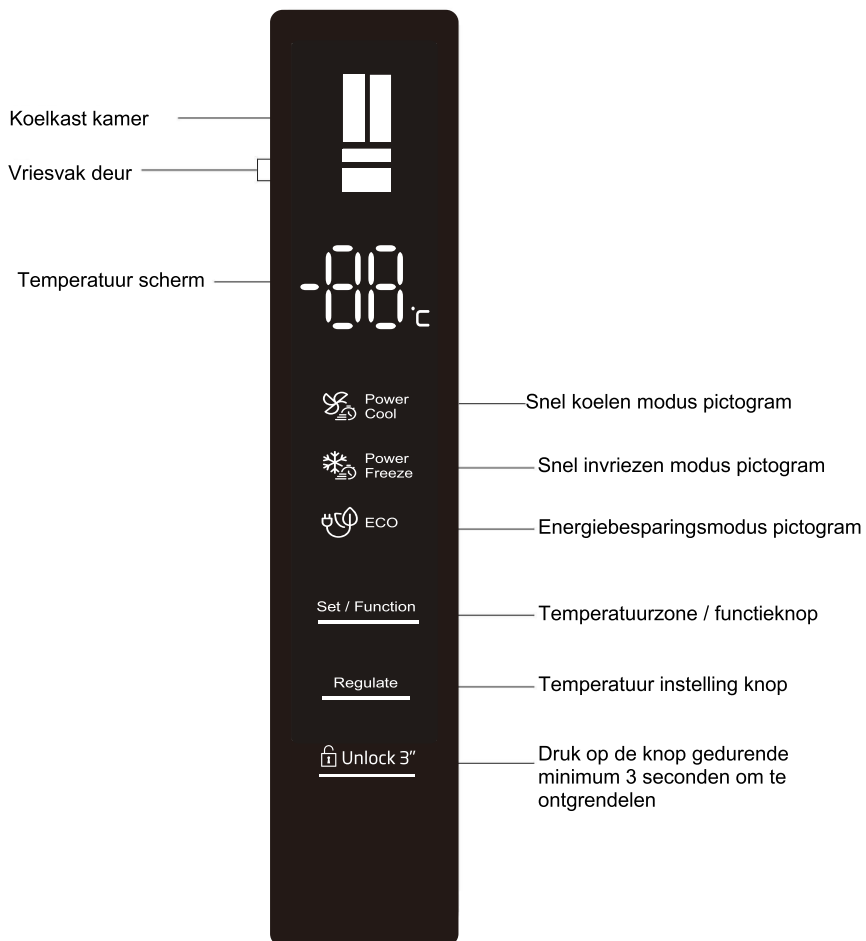 Koelkast kamer
Vriesvak deur
Temperatuur scherm
-88°C
Power
Cool
Snel koelen modus pictogram
Power
Freeze
Snel invriezen modus pictogram
ECO
Energiebesparingsmodus pictogram
Set / Function
Temperatuurzone / functieknop
Regulate
Temperatuur instelling knop
Unlock 3”
Druk op de knop gedurende
minimum 3 seconden om te
ontgrendelen